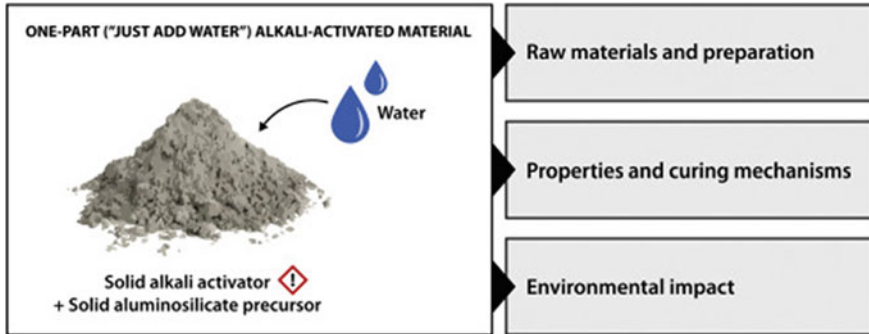 ONE-PART ("JUST ADD WATER") ALKALI-ACTIVATED MATERIAL
Water
Solid alkali activator !
+ Solid aluminosilicate precursor
Raw materials and preparation
Properties and curing mechanisms
Environmental impact